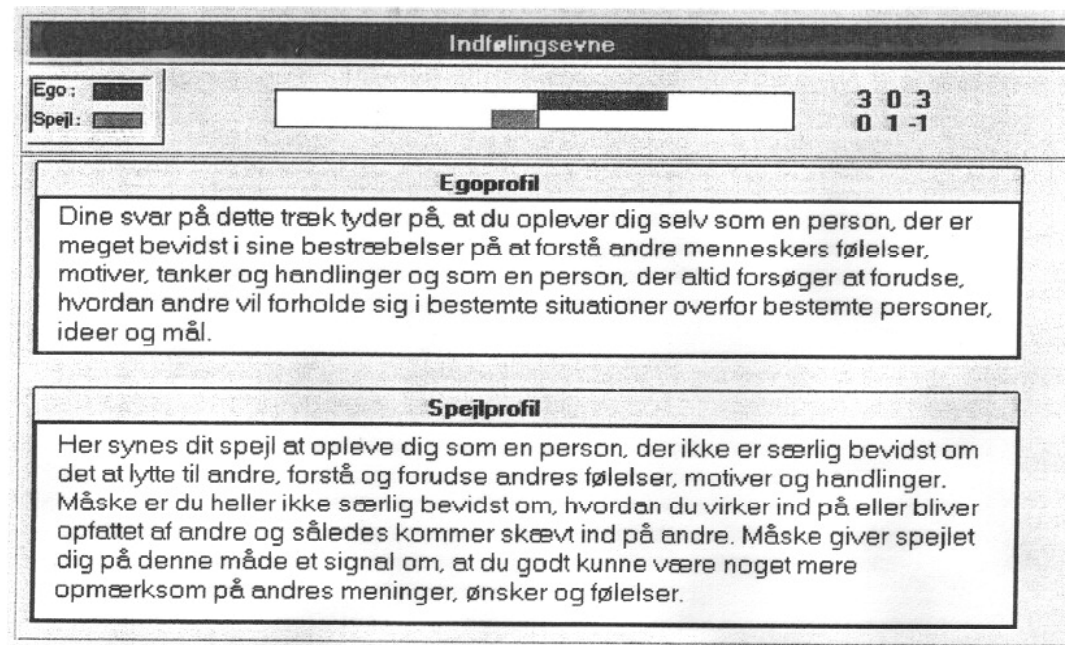 Indfølingsevne
Ego:
3 0 3
Spejl:
0 1 -1
Egoprofil
Dine svar på dette træk tyder på, at du oplever dig selv som en person, der er
meget bevidst i sine bestræbelser på at forstå andre menneskers følelser,
motiver, tanker og handlinger og som en person, der altid forsøger at forudse,
hvordan andre vil forholde sig i bestemte situationer overfor bestemte personer,
ideer og mål.
Spejlprofil
Her synes dit spejl at opleve dig som en person, der ikke er særlig bevidst om
det at lytte til andre, forstå og forudse andres følelser, motiver og handlinger.
Måske er du heller ikke særlig bevidst om, hvordan du virker ind på eller bliver
opfattet af andre og således kommer skævt ind på andre. Måske giver spejlet
dig på denne måde et signal om, at du godt kunne være noget mere
opmærksom på andres meninger, ønsker og følelser.